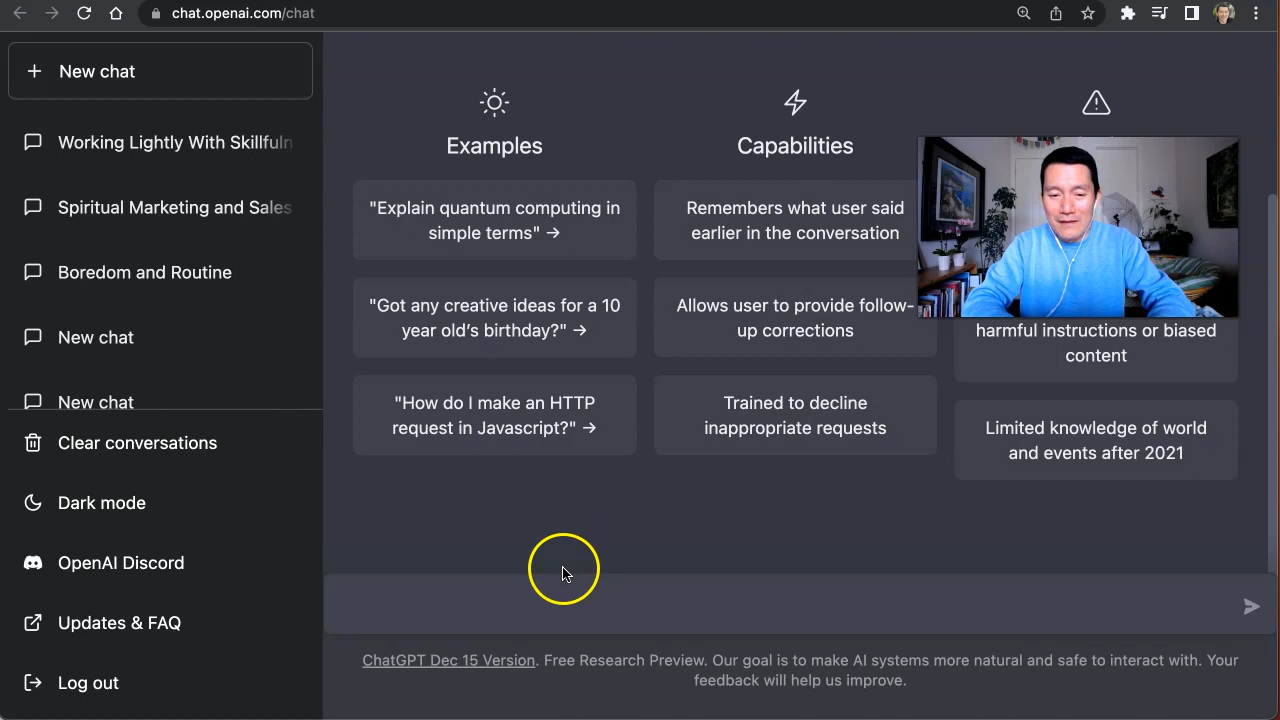 chat.openai.com/chat
New chat
Working Lightly With Skillfuln
Spiritual Marketing and Sales
Boredom and Routine
New chat
New chat
Clear conversations
Dark mode
OpenAI Discord
Updates & FAQ
Log out
Examples
"Explain quantum computing in
simple terms" →
"Got any creative ideas for a 10
year old's birthday?" →
"How do I make an HTTP
request in Javascript?" →
Capabilities
Remembers what user said
earlier in the conversation
Allows user to provide follow-
up corrections
Trained to decline
inappropriate requests
harmful instructions or biased
content
Limited knowledge of world
and events after 2021
ChatGPT Dec 15 Version. Free Research Preview. Our goal is to make AI systems more natural and safe to interact with. Your
feedback will help us improve.